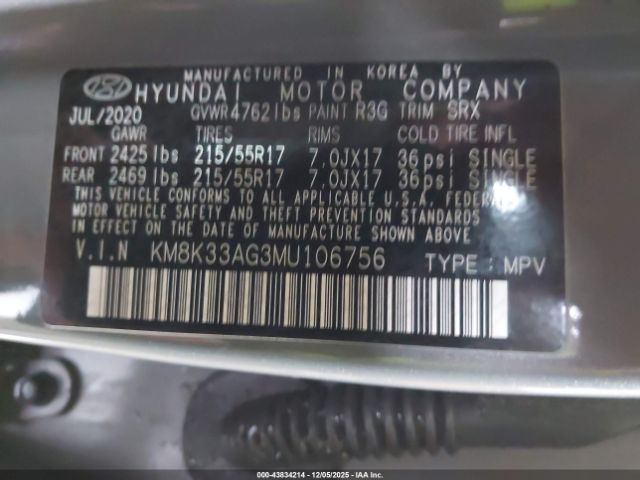 MANUFACTURED IN KOREA BY
HYUNDAI MOTOR COMPANY
JUL/2020 GVWR 4762 lbs PAINT R3G TRIM SRX
GAWR TIRES RIMS COLD TIRE INFL
FRONT 2425 lbs 215/55R17 7.0JX17 36psi SINGLE
REAR 2469 lbs 215/55R17 7.0JX17 36psi SINGLE
THIS VEHICLE CONFORMS TO ALL APPLICABLE U.S.A. FEDERAL
MOTOR VEHICLE SAFETY AND THEFT PREVENTION STANDARDS
IN EFFECT ON THE DATE OF MANUFACTURE SHOWN ABOVE.
V.I.N KM8K33AG3MU106756 TYPE: MPV
000-43834214 - 12/05/2025 - IAA Inc.